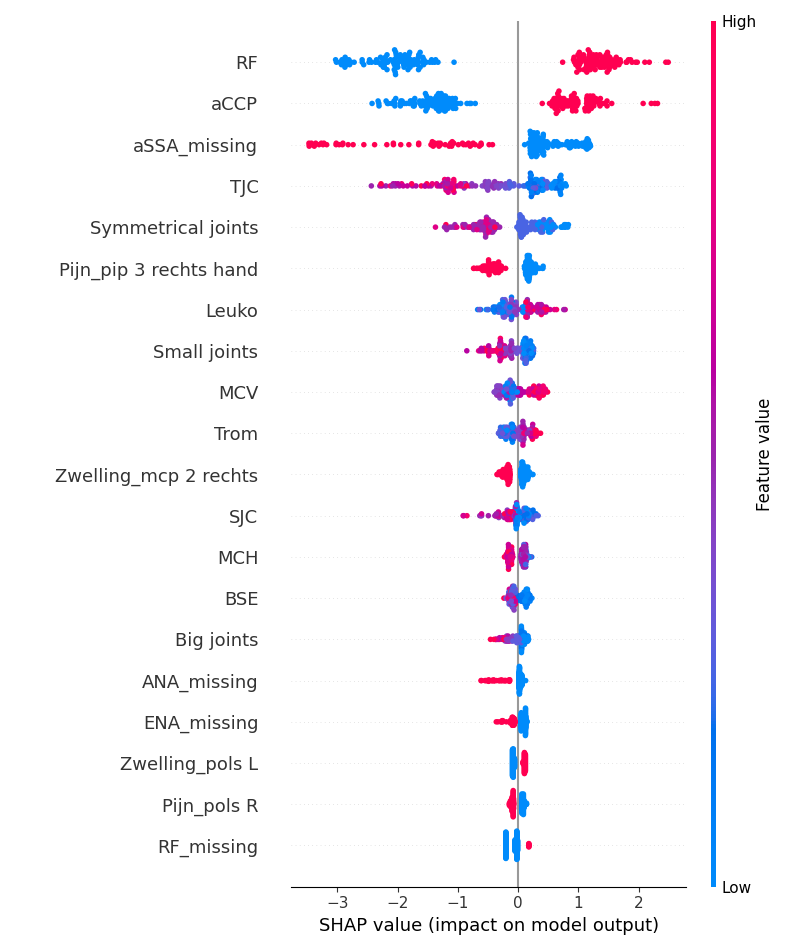 High
RF
aCCP
aSSA_missing
TJC
Symmetrical joints
Pijn_pip 3 rechts hand
Leuko
Small joints
MCV
Trom
Zwelling_mcp 2 rechts
SJC
MCH
BSE
Big joints
ANA_missing
ENA_missing
Zwelling_pols L
Pijn_pols R
RF_missing
Feature value
Low
−3 −2 −1 0 1 2
SHAP value (impact on model output)